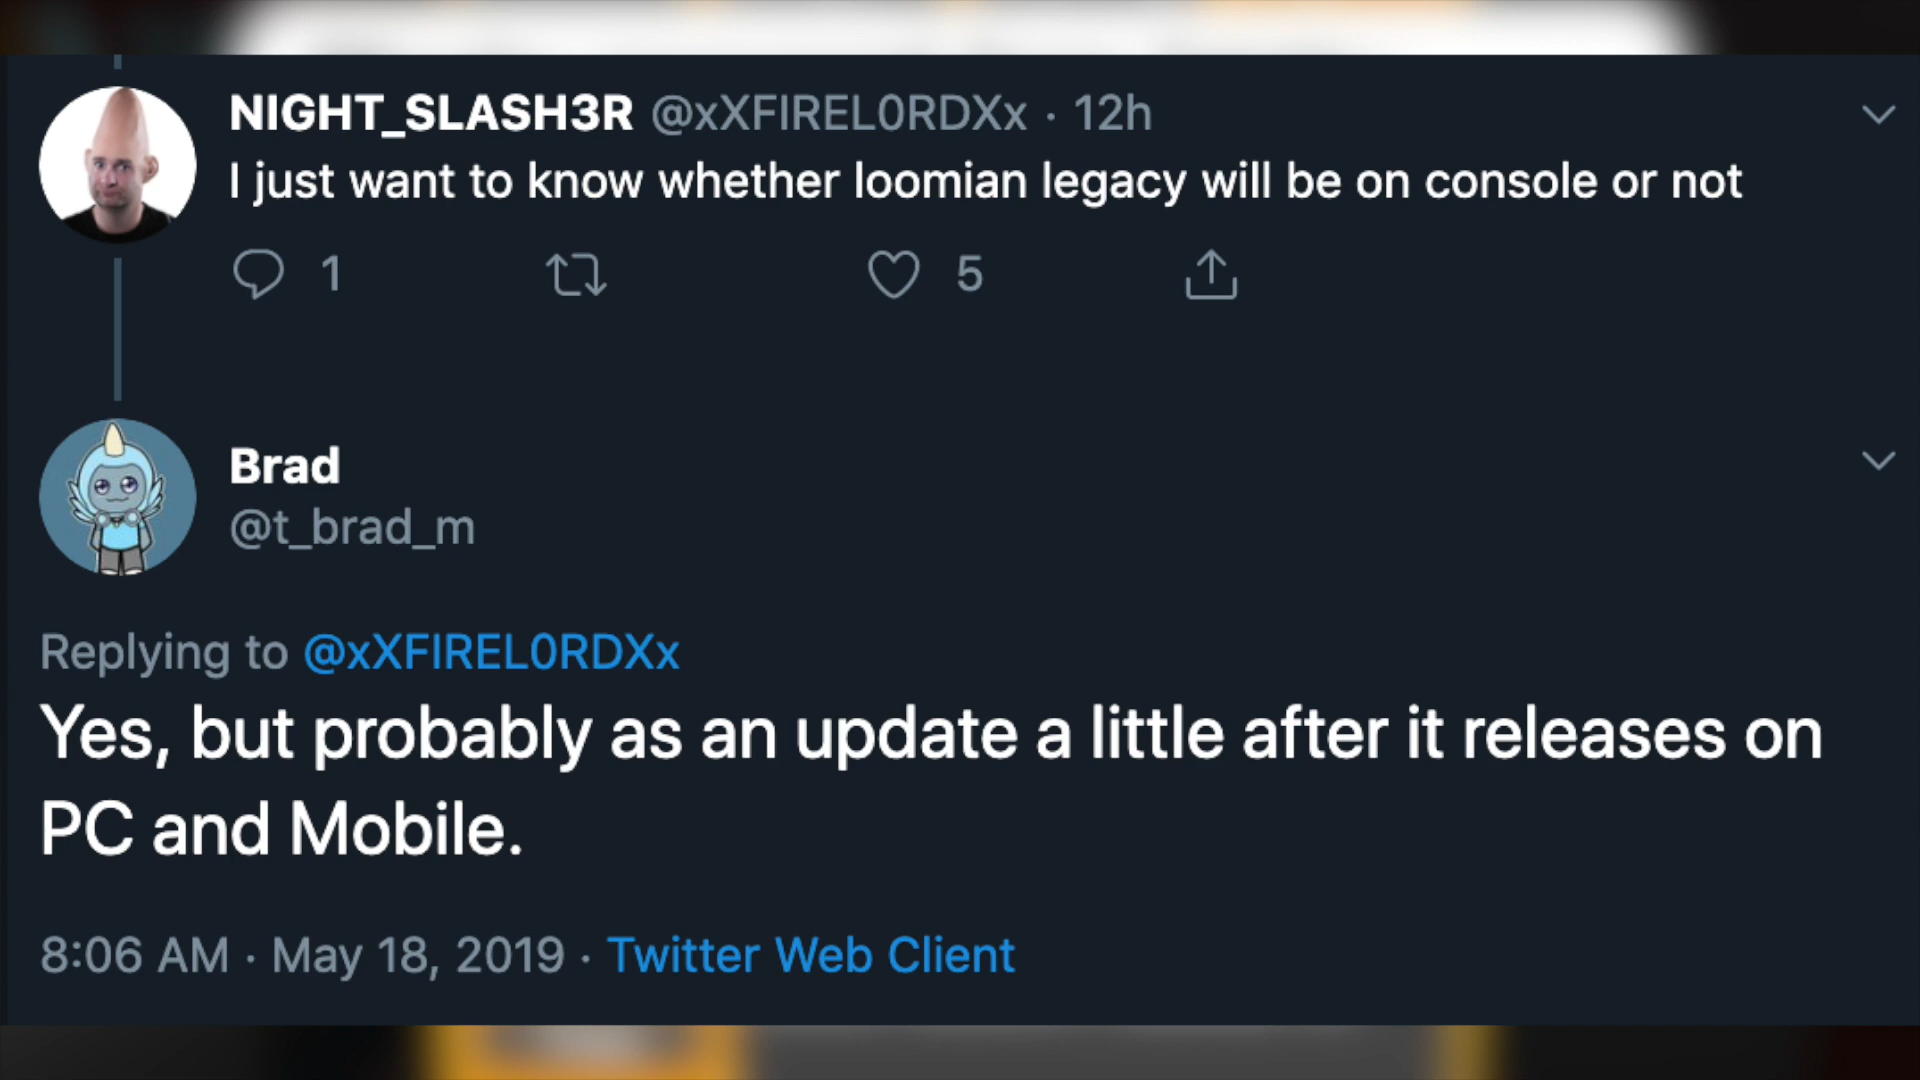 NIGHT_SLASH3R @xXFIREL0RDXx · 12h
I just want to know whether loomian legacy will be on console or not
1 5
Brad
@t_brad_m
Replying to @xXFIREL0RDXx
Yes, but probably as an update a little after it releases on
PC and Mobile.
8:06 AM · May 18, 2019 · Twitter Web Client